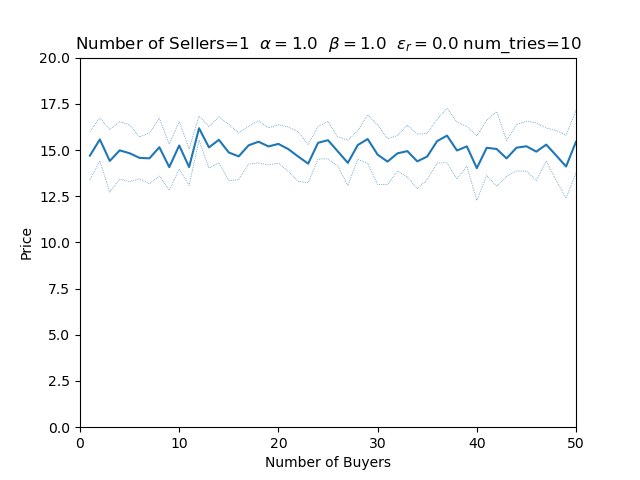 Number of Sellers=1 α = 1.0 β = 1.0 εr = 0.0 num_tries=10
20.0
17.5
15.0
12.5
10.0
7.5
5.0
2.5
0.0
Price
0 10 20 30 40 50
Number of Buyers